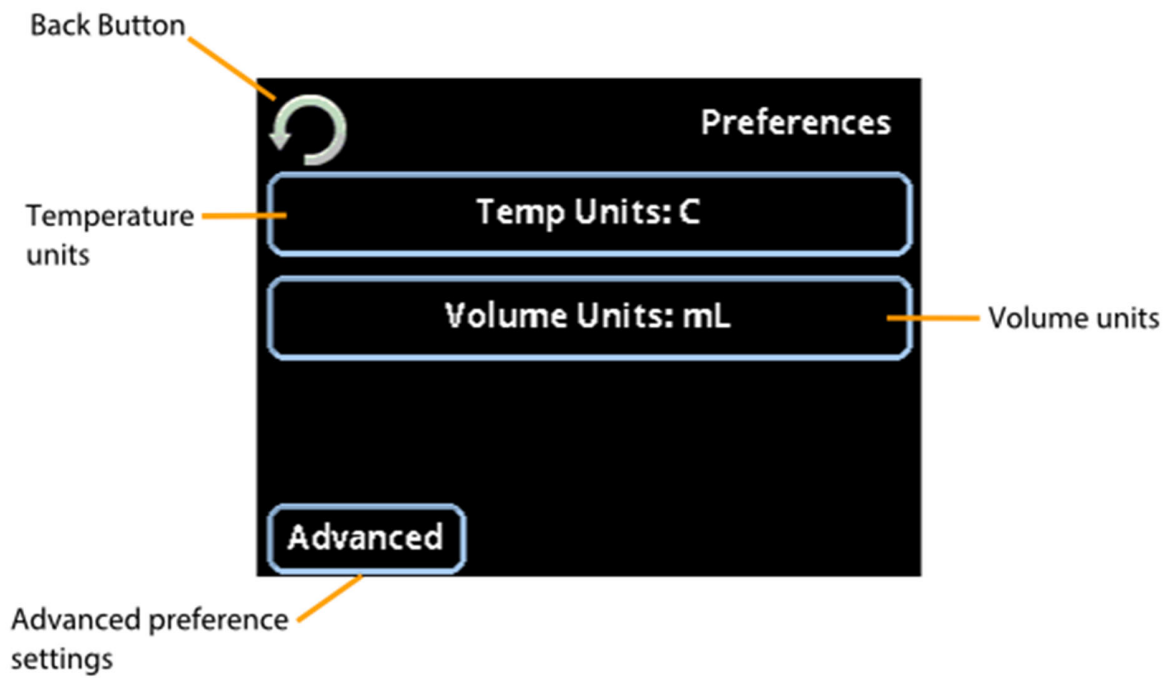 Back Button
Preferences
Temperature
units
Temp Units: C
Volume Units: mL
Volume units
Advanced
Advanced preference
settings